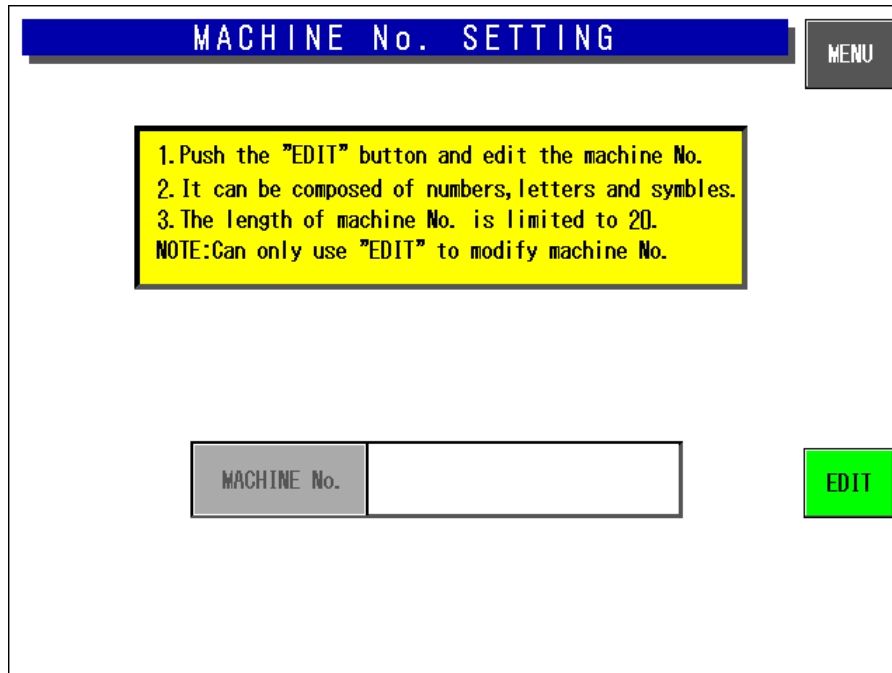 MACHINE No. SETTING
MENU
1.Push the ”EDIT” button and edit the machine No.
2.It can be composed of numbers,letters and symbles.
3.The length of machine No. is limited to 20.
NOTE:Can only use ”EDIT” to modify machine No.
MACHINE No.
EDIT